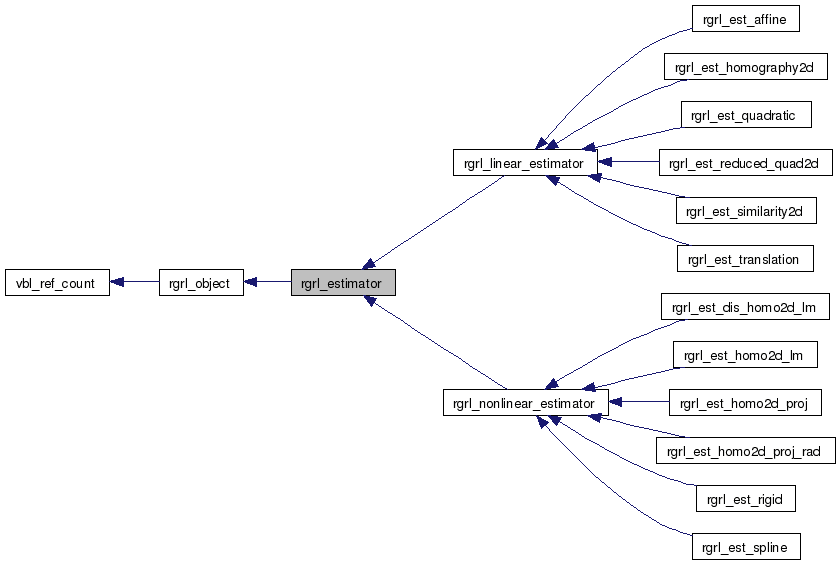 vbl_ref_count
rgrl_object
rgrl_estimator
rgrl_linear_estimator
rgrl_est_affine
rgrl_est_homography2d
rgrl_est_quadratic
rgrl_est_reduced_quad2d
rgrl_est_similarity2d
rgrl_est_translation
rgrl_nonlinear_estimator
rgrl_est_dis_homo2d_lm
rgrl_est_homo2d_lm
rgrl_est_homo2d_proj
rgrl_est_homo2d_proj_rad
rgrl_est_rigid
rgrl_est_spline